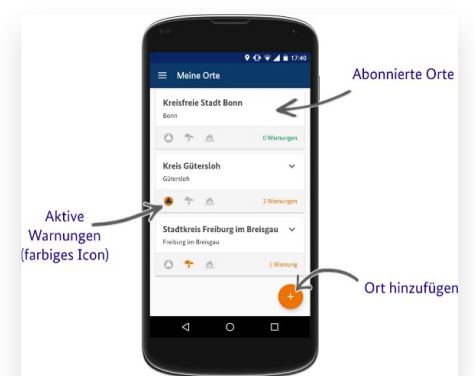 17:40
Meine Orte
Abonnierte Orte
Kreisfreie Stadt Bonn
Bonn
0 Warnungen
Kreis Gütersloh
Gütersloh
2 Warnungen
Aktive
Warnungen
(farbiges Icon)
Stadtkreis Freiburg im Breisgau
Freiburg im Breisgau
1 Warnung
Ort hinzufügen